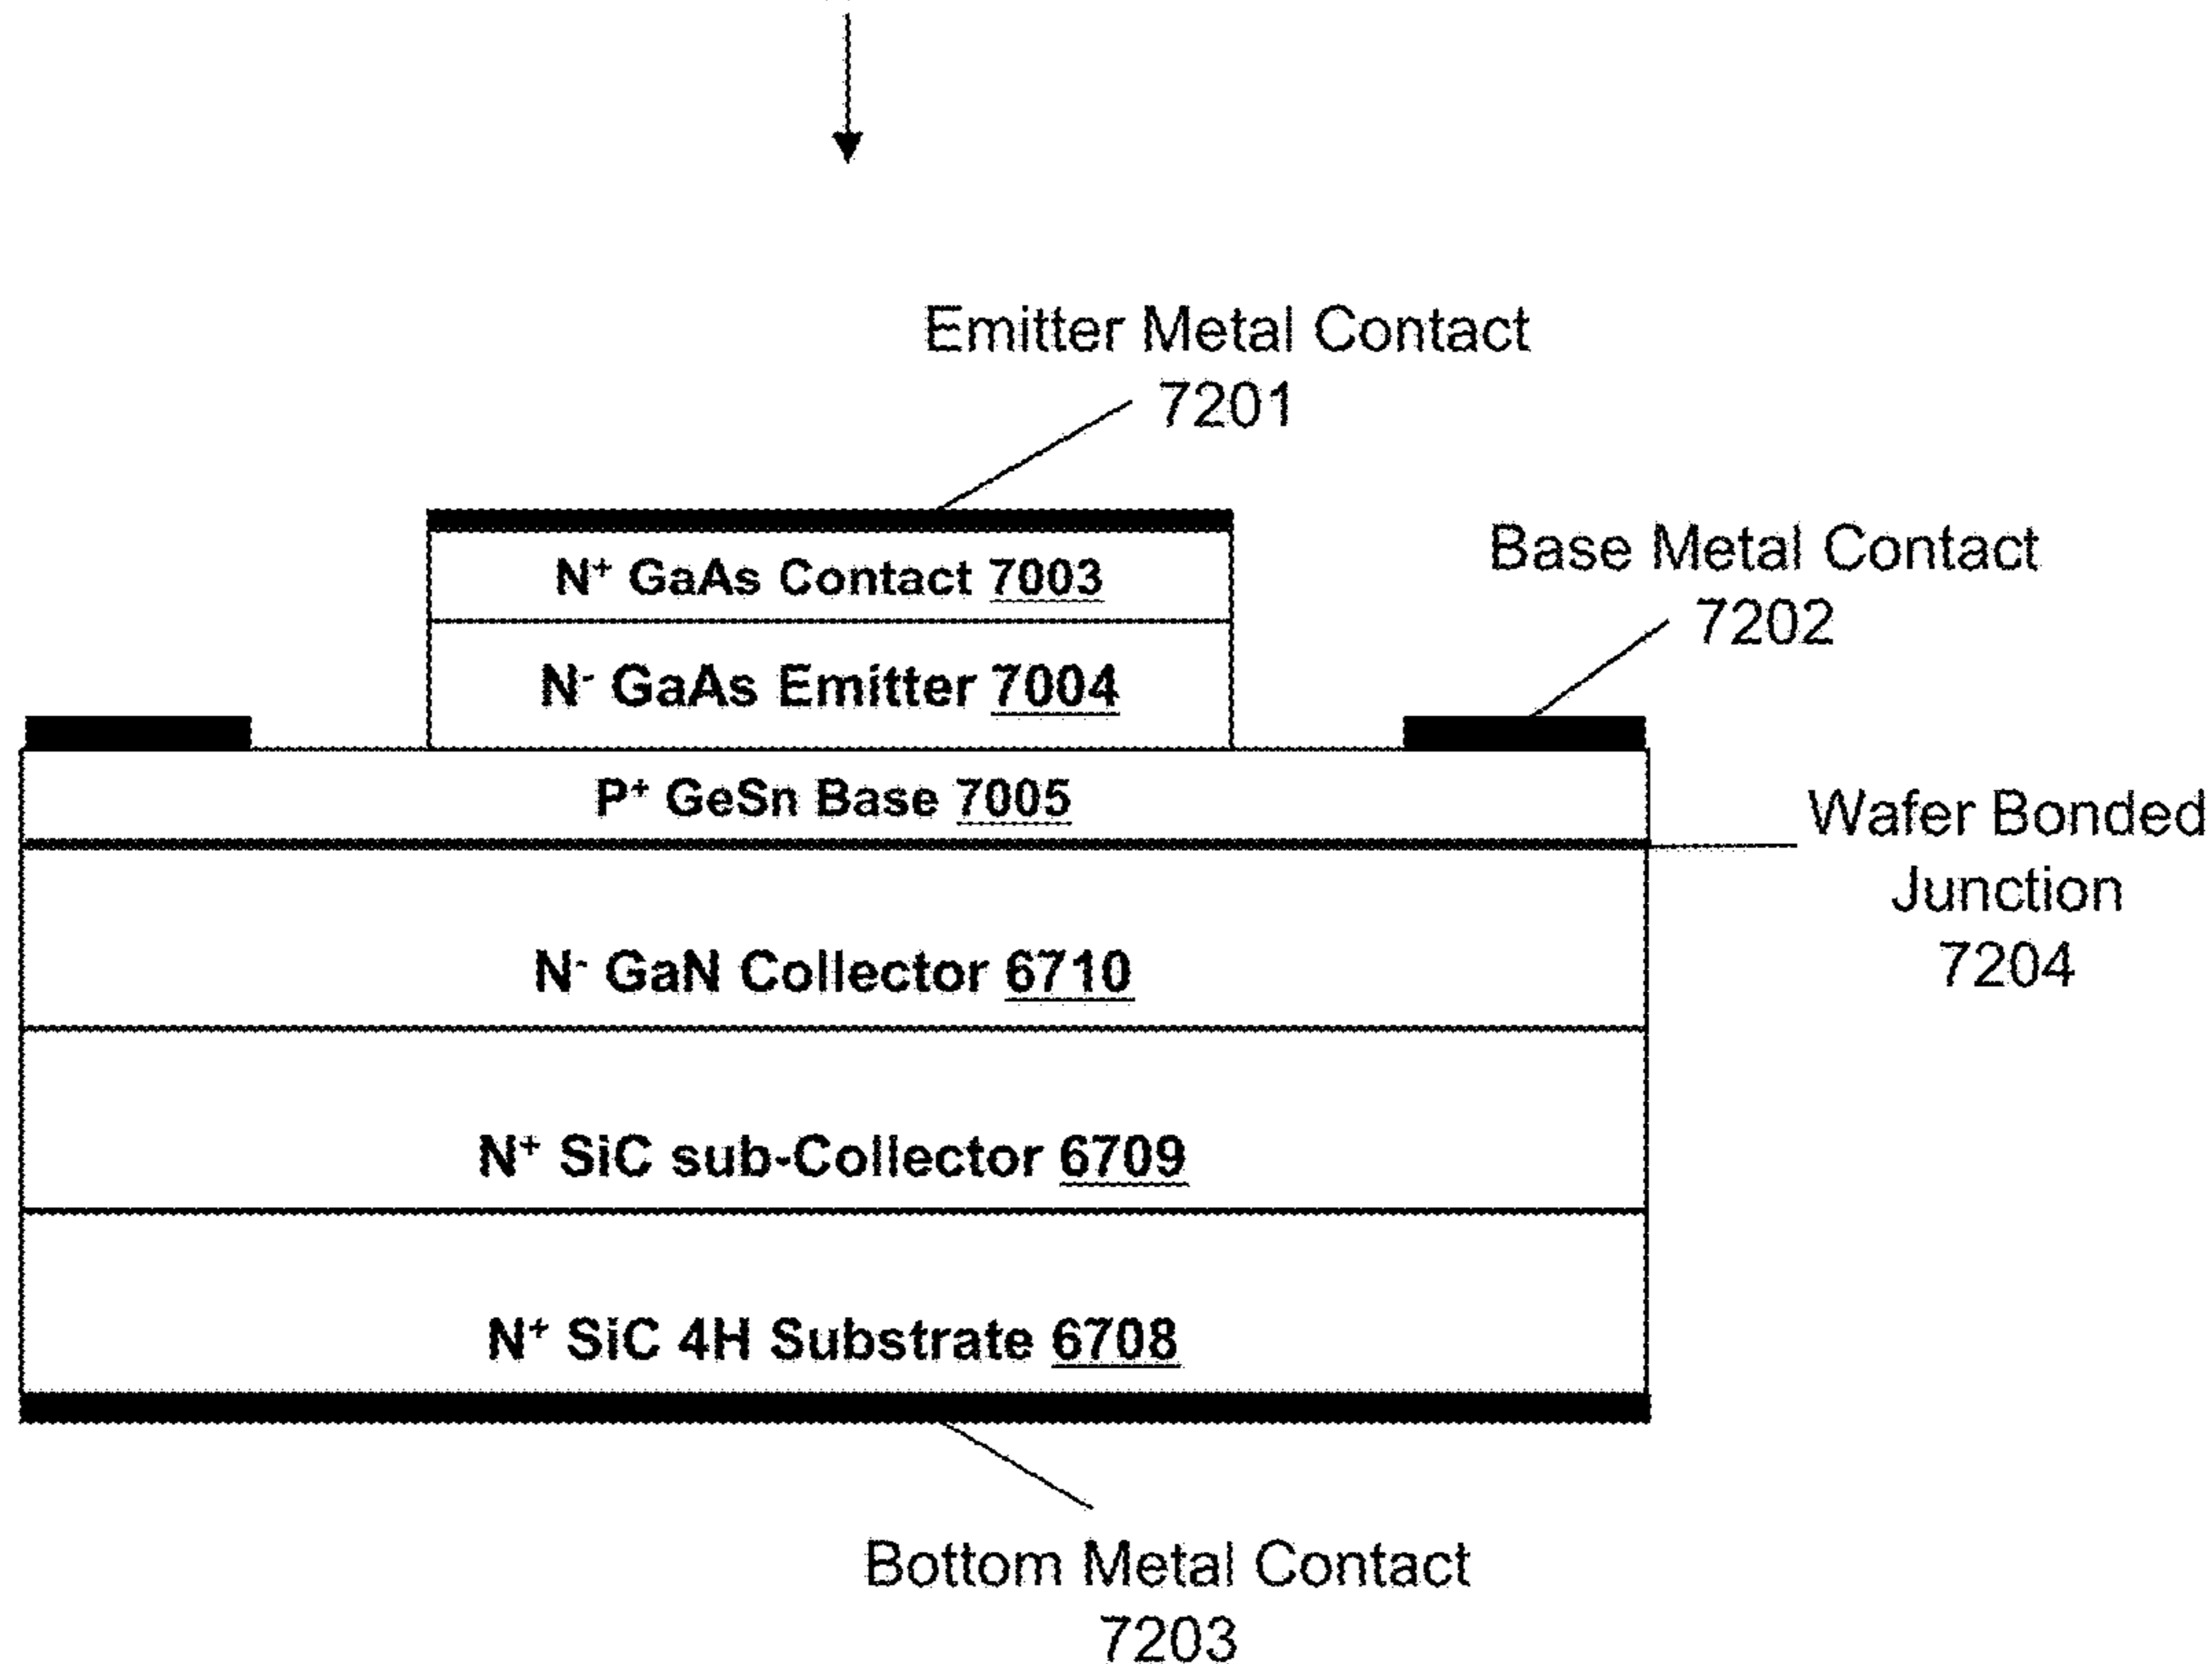 Emitter Metal Contact
7201
N⁺ GaAs Contact 7003
Base Metal Contact
7202
N⁻ GaAs Emitter 7004
P⁺ GeSn Base 7005
Wafer Bonded
Junction
7204
N⁻ GaN Collector 6710
N⁺ SiC sub-Collector 6709
N⁺ SiC 4H Substrate 6708
Bottom Metal Contact
7203